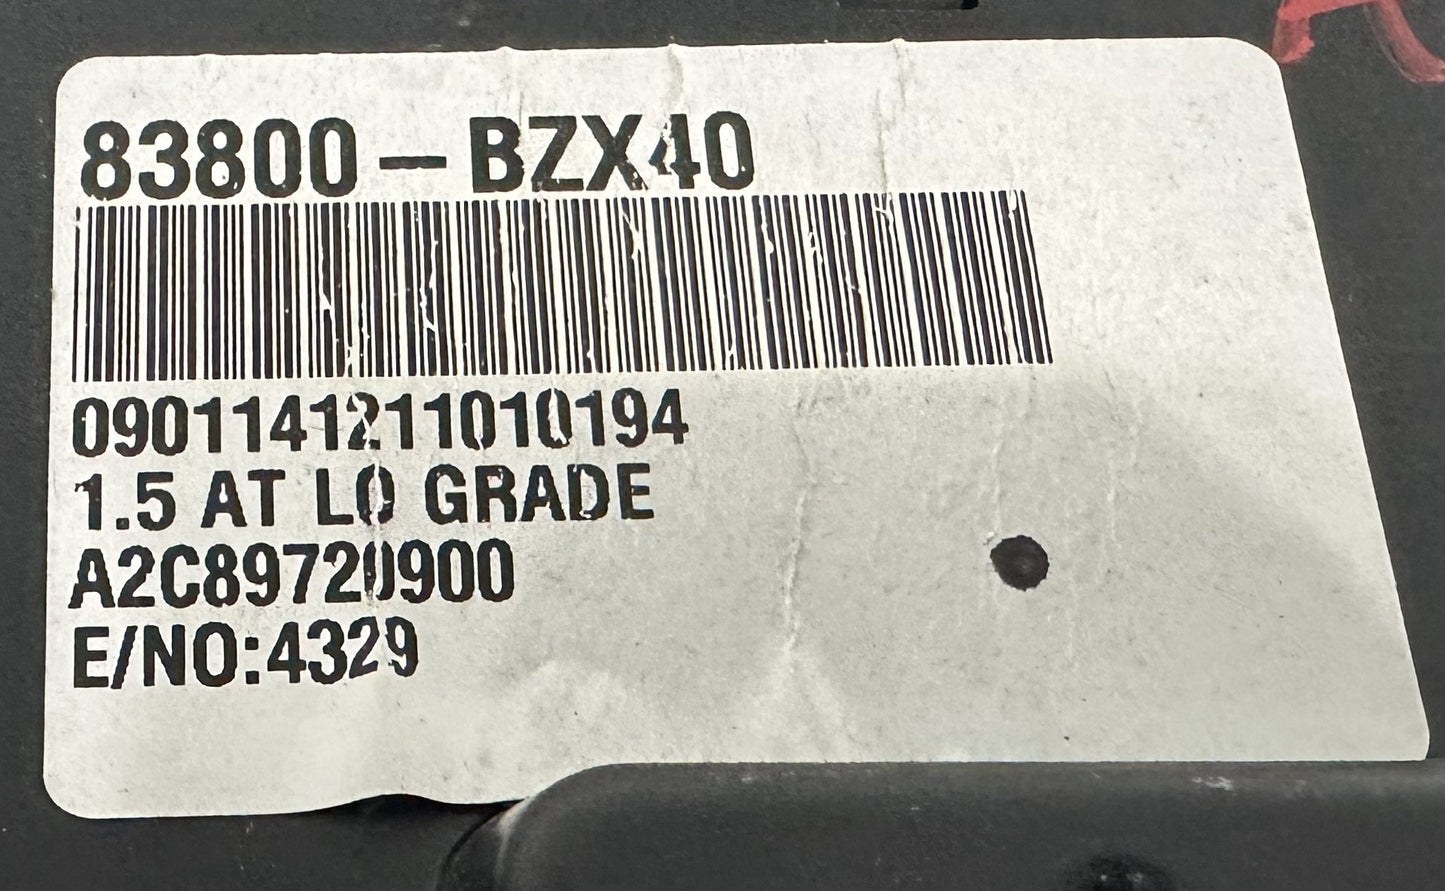 83800-BZX40
0901141211010194
1.5 AT LO GRADE
A2C89720900
E/NO:4329